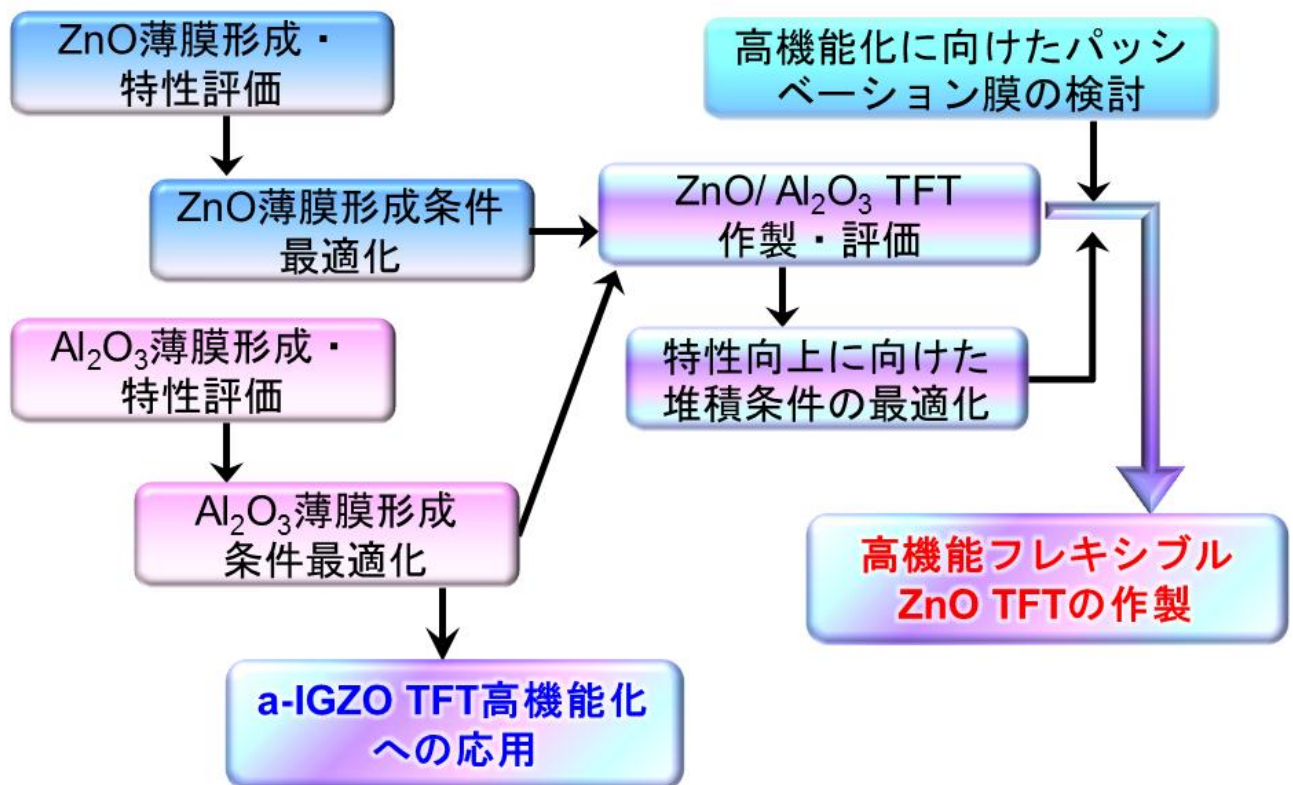 ZnO薄膜形成・
特性評価
高機能化に向けたパッシ
ベーション膜の検討
ZnO薄膜形成条件
最適化
ZnO/ Al₂O₃ TFT
作製・評価
Al₂O₃薄膜形成・
特性評価
特性向上に向けた
堆積条件の最適化
Al₂O₃薄膜形成
条件最適化
高機能フレキシブル
ZnO TFTの作製
a-IGZO TFT高機能化
への応用